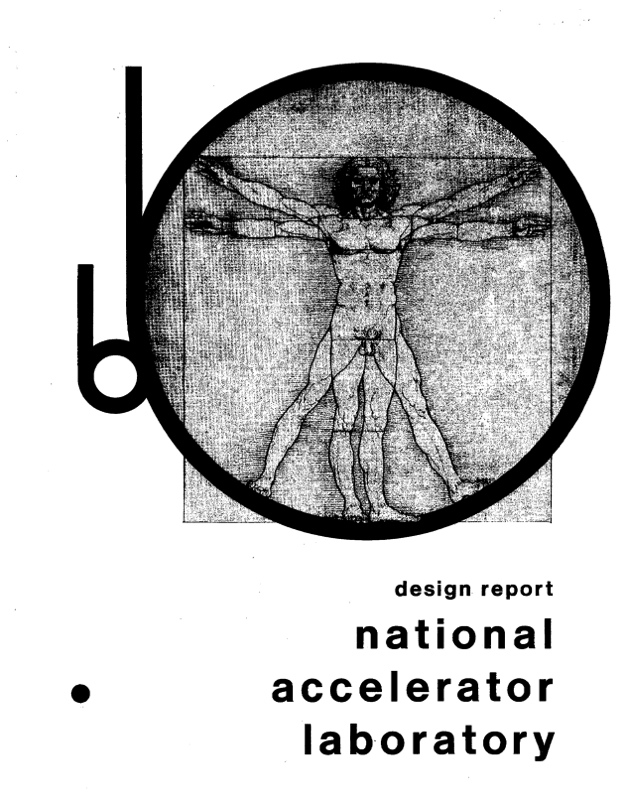 design report
national
accelerator
laboratory